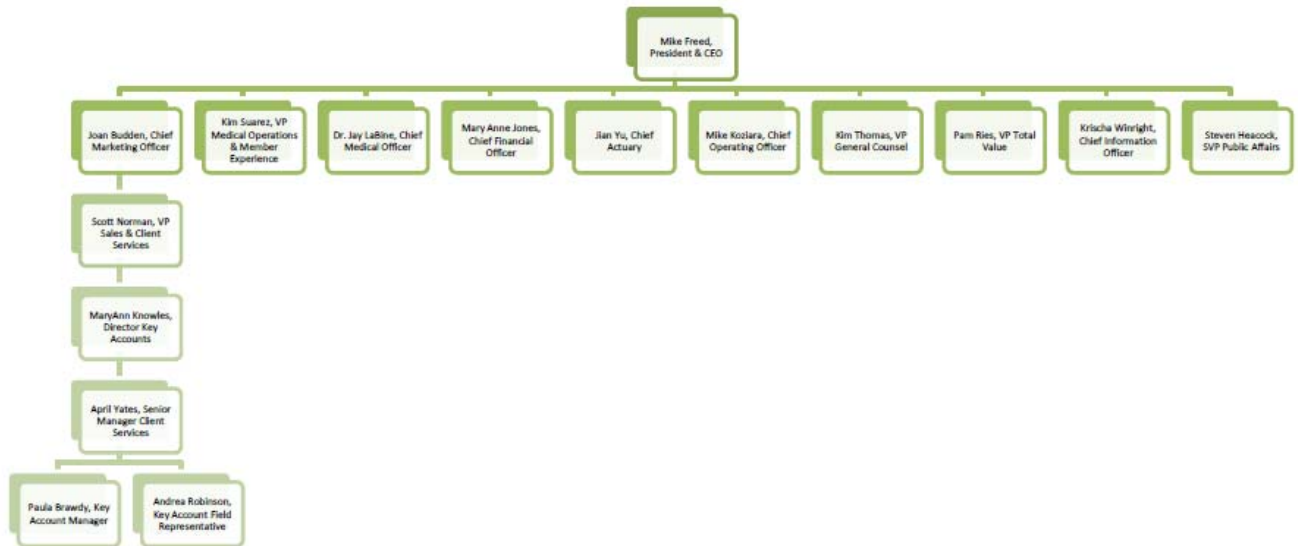 Mike Freed,
President & CEO
Joan Budden, Chief
Marketing Officer
Kim Suarez, VP
Medical Operations
& Member
Experience
Dr. Jay LaBine, Chief
Medical Officer
Mary Anne Jones,
Chief Financial
Officer
Jian Yu, Chief
Actuary
Mike Koziara, Chief
Operating Officer
Kim Thomas, VP
General Counsel
Pam Ries, VP Total
Value
Krischa Winright,
Chief Information
Officer
Steven Heacock,
SVP Public Affairs
Scott Norman, VP
Sales & Client
Services
MaryAnn Knowles,
Director Key
Accounts
April Yates, Senior
Manager Client
Services
Paula Brawdy, Key
Account Manager
Andrea Robinson,
Key Account Field
Representative